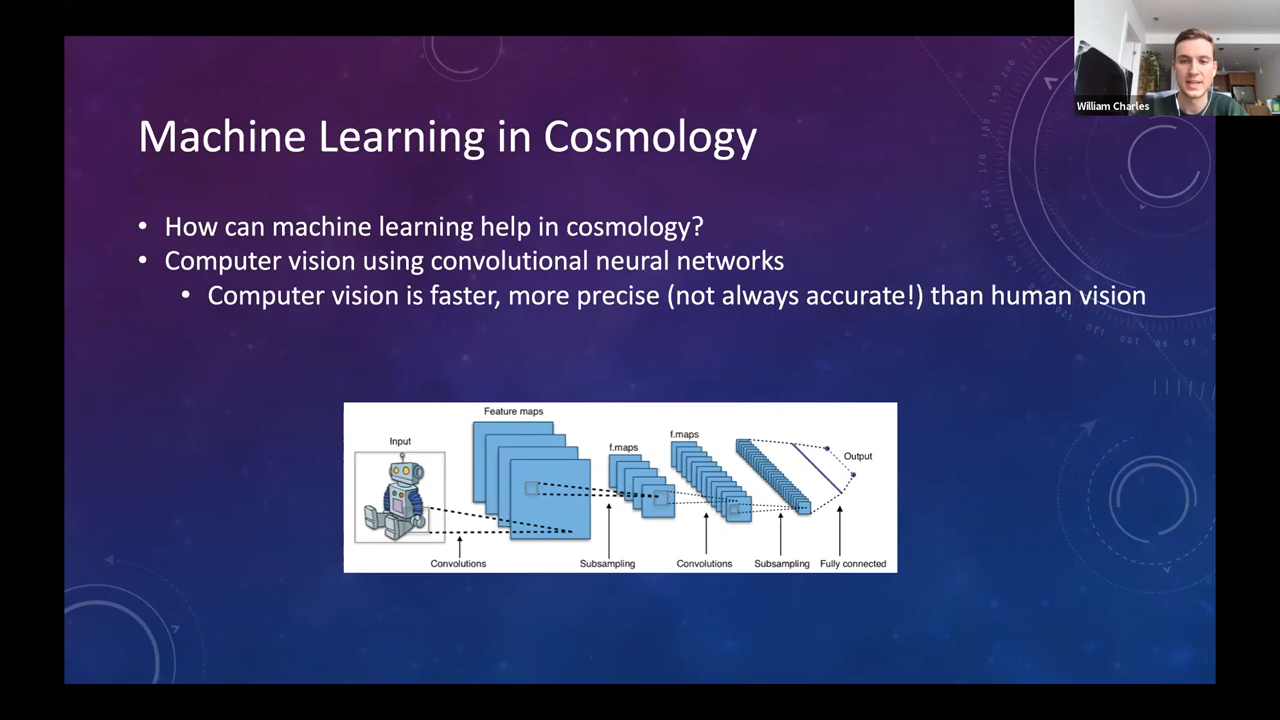 William Charles
Machine Learning in Cosmology
• How can machine learning help in cosmology?
• Computer vision using convolutional neural networks
• Computer vision is faster, more precise (not always accurate!) than human vision
Feature maps
Input
f.maps
f.maps
Output
Convolutions
Subsampling
Convolutions
Subsampling
Fully connected